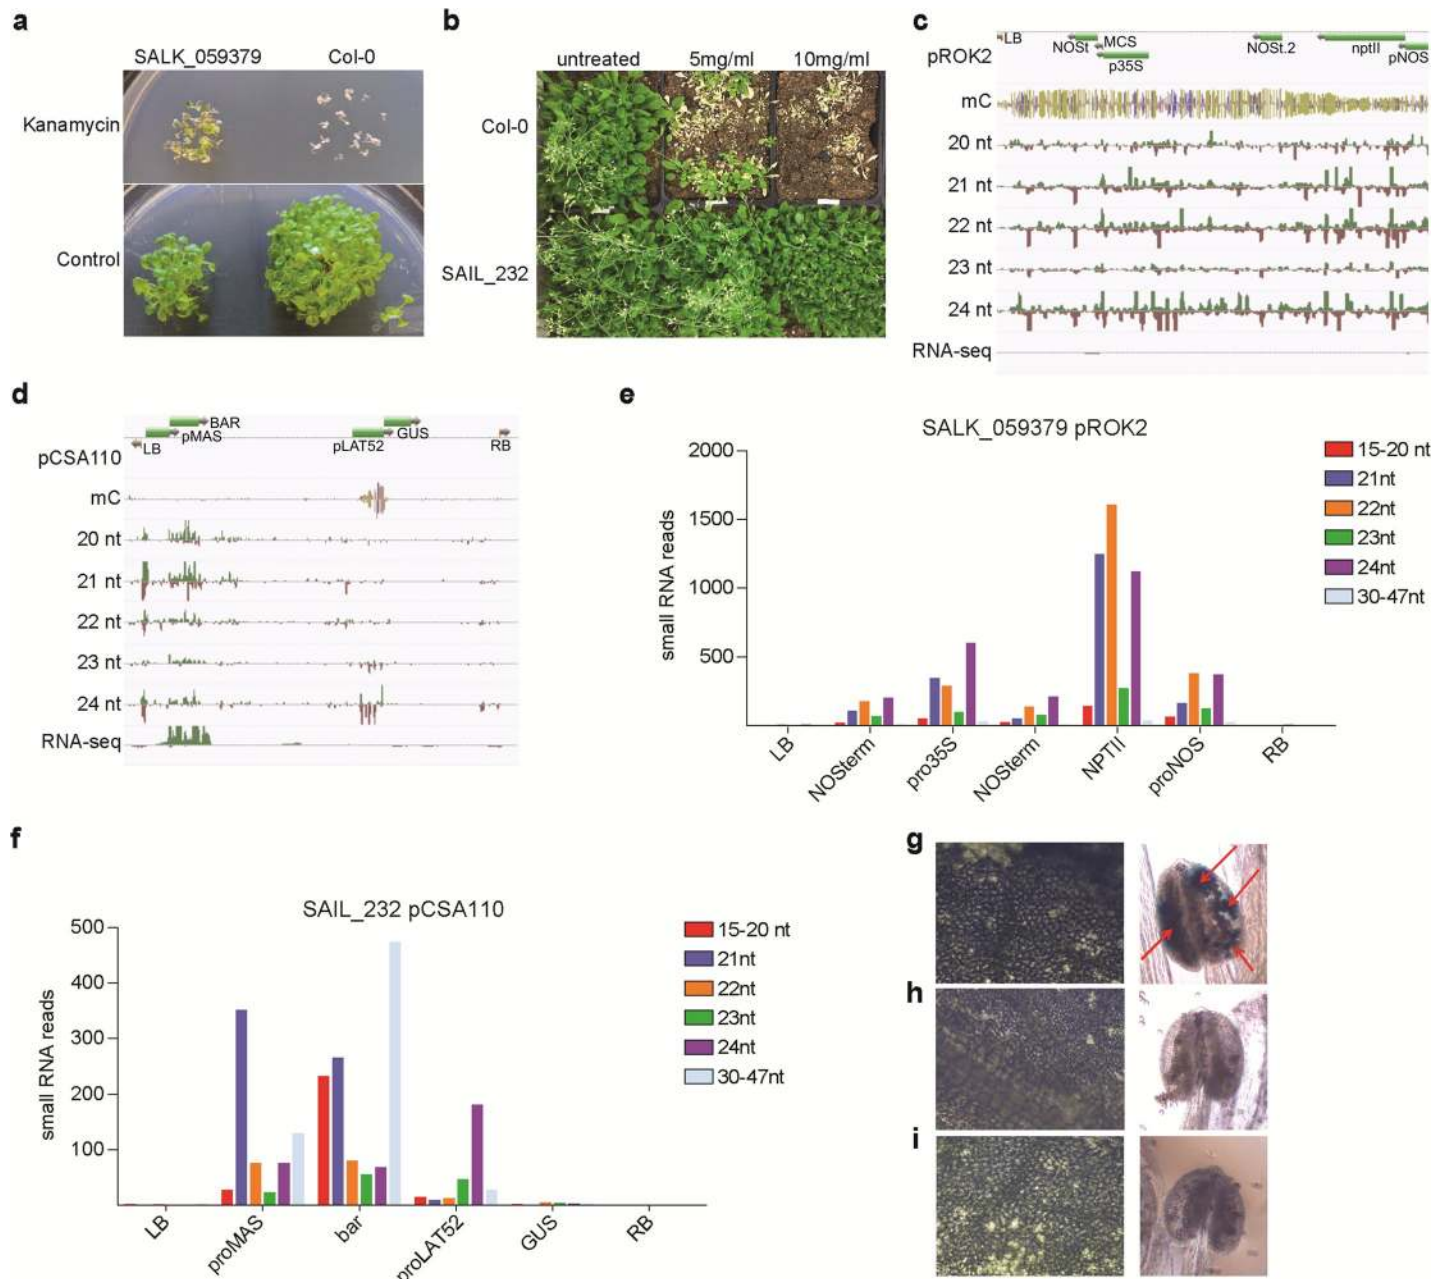 a
SALK_059379 Col-0
Kanamycin
Control
b
untreated 5mg/ml 10mg/ml
Col-0
SAIL_232
c
LB NOSt MCS p35S NOSt.2 nptII pNOS
pROK2
mC
20 nt
21 nt
22 nt
23 nt
24 nt
RNA-seq
d
LB pMAS BAR pLAT52 GUS RB
pCSA110
mC
20 nt
21 nt
22 nt
23 nt
24 nt
RNA-seq
e
SALK_059379 pROK2
small RNA reads
2000
1500
1000
500
LB NOSterm pro35S NOSterm NPTII proNOS RB
15-20 nt
21nt
22nt
23nt
24nt
30-47nt
f
SAIL_232 pCSA110
small RNA reads
500
400
300
200
100
LB proMAS bar proLAT52 GUS RB
15-20 nt
21nt
22nt
23nt
24nt
30-47nt
g
h
i